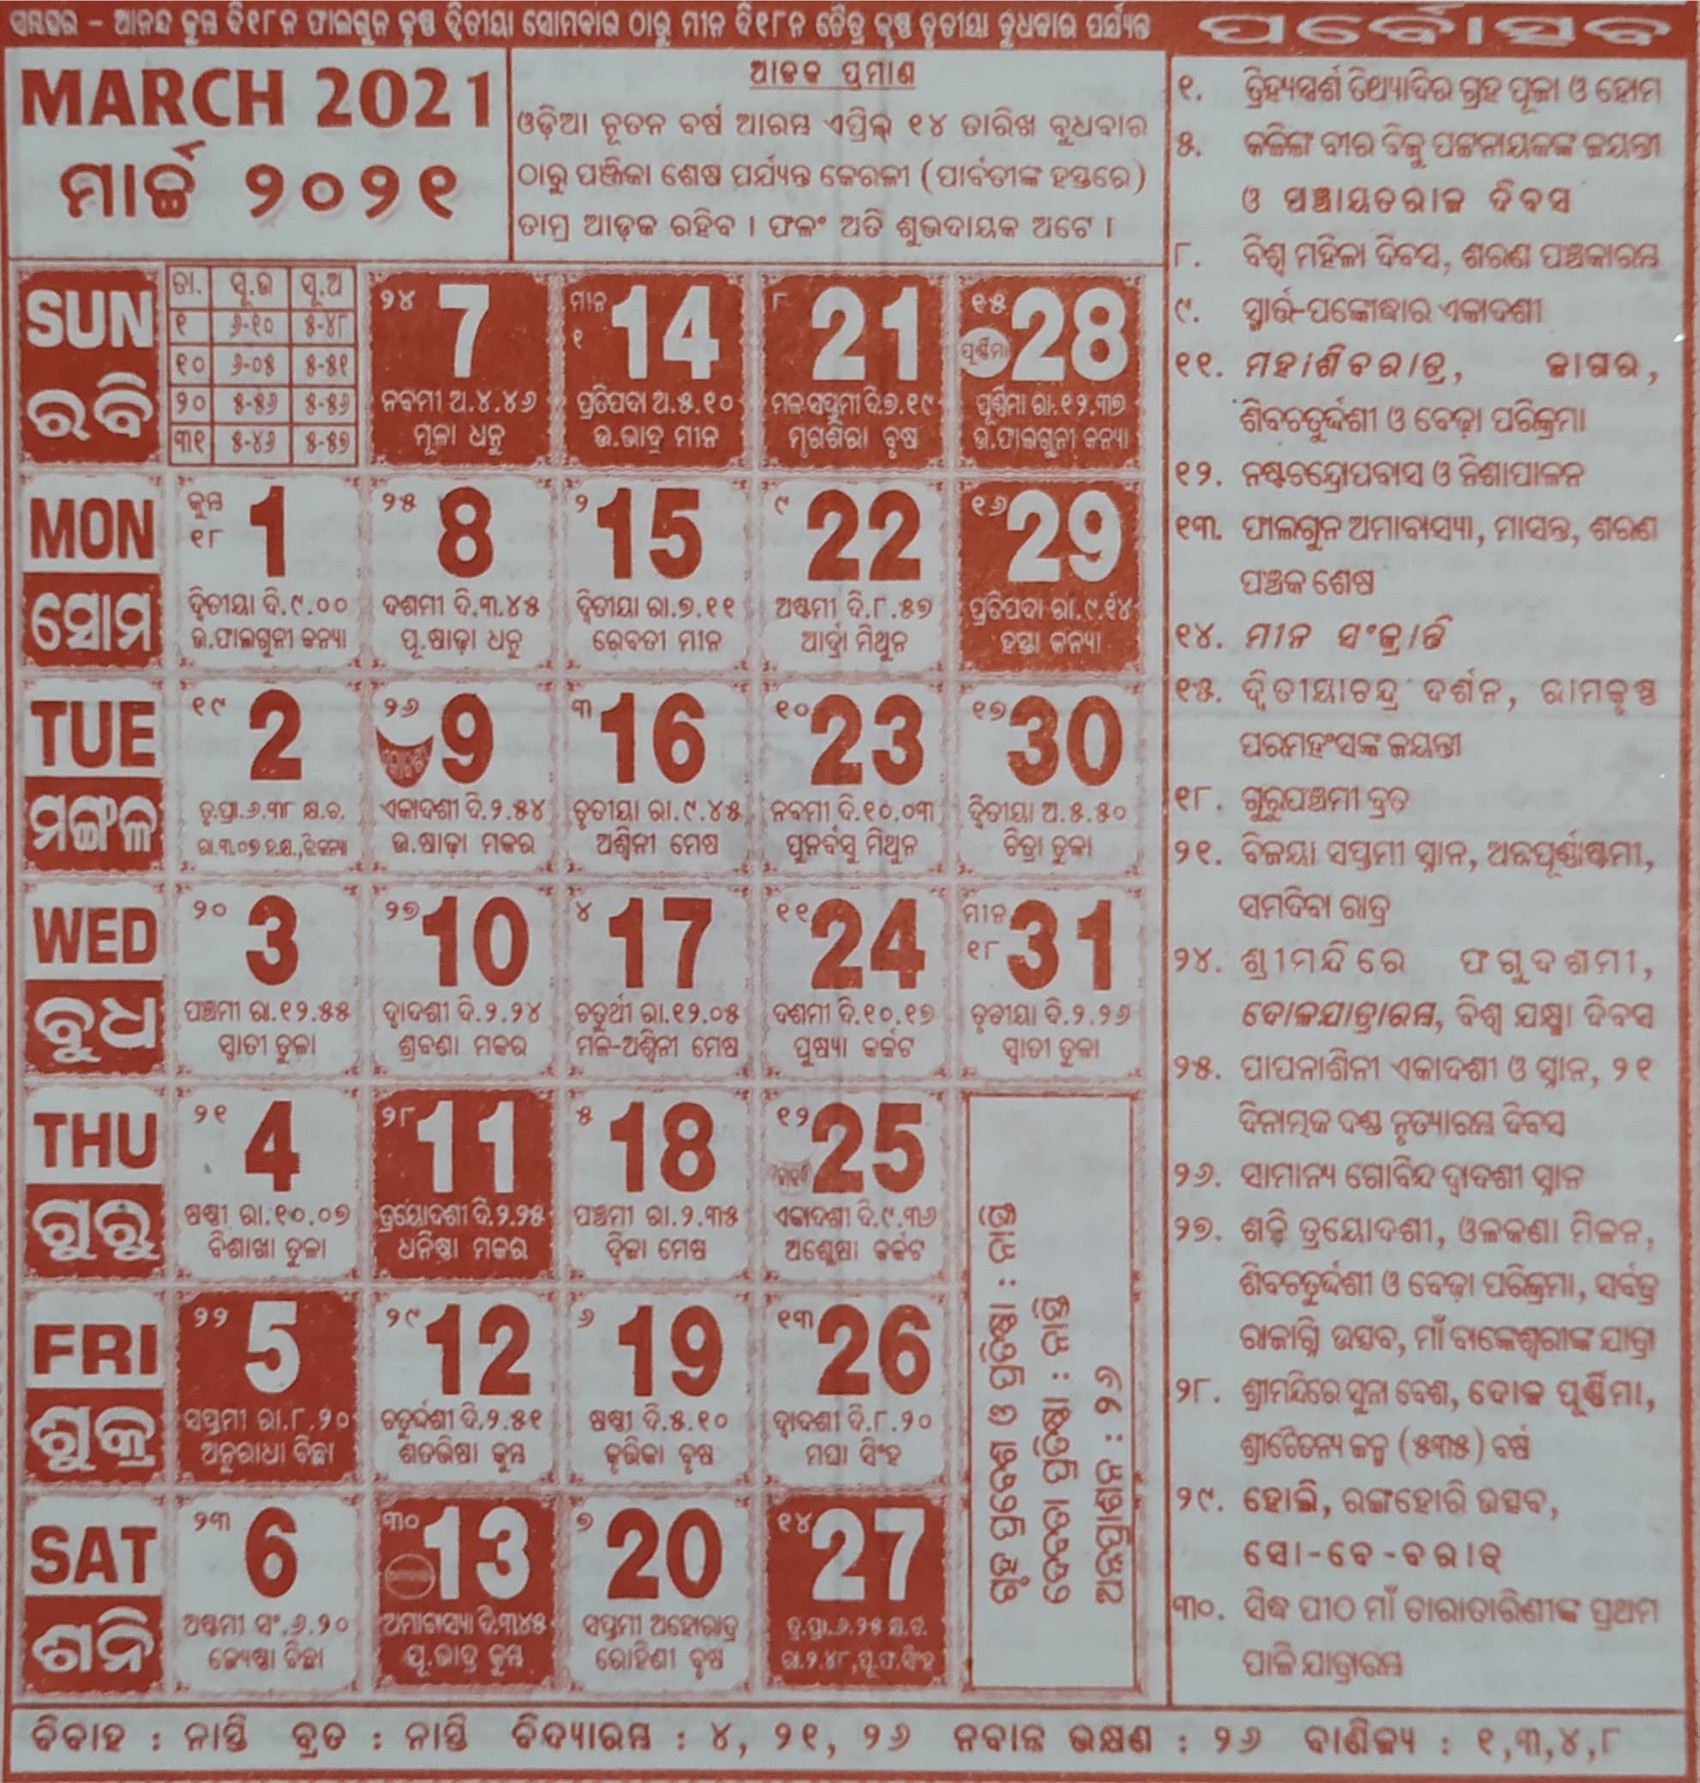 ସମ୍ବତ୍ସର - ଆନନ୍ଦ କୁମ୍ଭ ଦି୧୮ନ ଫାଲଗୁନ କୃଷ୍ଣ ଦ୍ୱିତୀୟା ସୋମବାର ଠାରୁ ମୀନ ଦି୧୮ନ ଚୈତ୍ର କୃଷ୍ଣ ତୃତୀୟା ବୁଧବାର ପର୍ଯ୍ୟନ୍ତ
MARCH 2021
ମାର୍ଚ୍ଚ ୨୦୨୧
ଆଢକ ପ୍ରମାଣ
ଓଡ଼ିଆ ନୂତନ ବର୍ଷ ଆରମ୍ଭ ଏପ୍ରିଲ୍ ୧୪ ତାରିଖ ବୁଧବାର
ଠାରୁ ପଞ୍ଜିକା ଶେଷ ପର୍ଯ୍ୟନ୍ତ କେରଳୀ (ପାର୍ବତୀଙ୍କ ହସ୍ତରେ)
ତାମ୍ର ଆଢ଼କ ରହିବ । ଫଳଂ ଅତି ଶୁଭଦାୟକ ଅଟେ ।
SUN
ରବି
ତା. ସୂ.ଉ ସୂ.ଅ
୧ ୬-୧୦ ୫-୪୮
୧୦ ୬-୦୫ ୫-୫୧
୨୦ ୫-୫୬ ୫-୫୬
୩୧ ୫-୪୬ ୫-୫୭
୨୪ 7
ନବମୀ ଅ.୪.୪୬
ମୂଳା ଧନୁ
ମୀନ ୧ 14
ପ୍ରତିପଦା ଅ.୫.୧୦
ଉ.ଭାଦ୍ର ମୀନ
୮ 21
ମଳ-ସପ୍ତମୀ ଦି.୭.୧୯
ମୃଗଶିରା ବୃଷ
୧୫ ପୂର୍ଣ୍ଣିମା 28
ପୂର୍ଣ୍ଣିମା ରା.୧୨.୩୭
ଉ.ଫାଲଗୁନୀ କନ୍ୟା
MON
ସୋମ
କୁମ୍ଭ ୧୮ 1
ଦ୍ୱିତୀୟା ଦି.୯.୦୦
ଉ.ଫାଲଗୁନୀ କନ୍ୟା
୨୫ 8
ଦଶମୀ ଦି.୩.୪୫
ପୂ.ଷାଢ଼ା ଧନୁ
୨ 15
ଦ୍ୱିତୀୟା ରା.୭.୧୧
ରେବତୀ ମୀନ
୯ 22
ଅଷ୍ଟମୀ ଦି.୮.୫୭
ଆର୍ଦ୍ରା ମିଥୁନ
୧୬ 29
ପ୍ରତିପଦା ରା.୯.୧୪
ହସ୍ତା କନ୍ୟା
TUE
ମଙ୍ଗଳ
୧୯ 2
ତୃ.ପ୍ରା.୬.୩୮ କ୍ଷ.ଚ.
ରା.୩.୦୭
୨୬ 9
ଏକାଦଶୀ ଦି.୨.୫୪
ଉ.ଷାଢ଼ା ମକର
୩ 16
ତୃତୀୟା ରା.୯.୪୫
ଅଶ୍ୱିନୀ ମେଷ
୧୦ 23
ନବମୀ ଦି.୧୦.୦୩
ପୁନର୍ବସୁ ମିଥୁନ
୧୭ 30
ଦ୍ୱିତୀୟା ଅ.୫.୫୦
ଚିତ୍ରା ତୁଳା
WED
ବୁଧ
୨୦ 3
ପଞ୍ଚମୀ ରା.୧୨.୫୫
ସ୍ୱାତୀ ତୁଳା
୨୭ 10
ଦ୍ୱାଦଶୀ ଦି.୨.୨୪
ଶ୍ରବଣା ମକର
୪ 17
ଚତୁର୍ଥୀ ରା.୧୨.୦୫
ମଳ-ଅଶ୍ୱିନୀ ମେଷ
୧୧ 24
ଦଶମୀ ଦି.୧୦.୧୭
ପୁଷ୍ୟା କର୍କଟ
ମୀନ ୧୮ 31
ତୃତୀୟା ଦି.୨.୨୬
ସ୍ୱାତୀ ତୁଳା
THU
ଗୁରୁ
୨୧ 4
ଷଷ୍ଠୀ ରା.୧୦.୦୭
ବିଶାଖା ତୁଳା
୨୮ 11
ତ୍ରୟୋଦଶୀ ଦି.୨.୨୫
ଧନିଷ୍ଠା ମକର
୫ 18
ପଞ୍ଚମୀ ରା.୨.୩୫
ଦ୍ୱିଜା ମେଷ
୧୨ 25
ଏକାଦଶୀ ଦି.୯.୩୬
ଅଶ୍ଳେଷା କର୍କଟ
FRI
ଶୁକ୍ର
୨୨ 5
ସପ୍ତମୀ ରା.୮.୨୦
ଅନୁରାଧା ବିଛା
୨୯ 12
ଚତୁର୍ଦ୍ଦଶୀ ଦି.୨.୫୧
ଶତଭିଷା କୁମ୍ଭ
୬ 19
ଷଷ୍ଠୀ ଦି.୫.୧୦
କୃତ୍ତିକା ବୃଷ
୧୩ 26
ଦ୍ୱାଦଶୀ ଦି.୮.୨୦
ମଘା ସିଂହ
SAT
ଶନି
୨୩ 6
ଅଷ୍ଟମୀ ସଂ.୬.୨୦
ଜ୍ୟେଷ୍ଠା ବିଛା
୩୦ 13
ଅମାବାସ୍ୟା ଦି.୩.୪୫
ପୂ.ଭାଦ୍ର କୁମ୍ଭ
୭ 20
ସପ୍ତମୀ ଅହୋରାତ୍ର
ରୋହିଣୀ ବୃଷ
୧୪ 27
ତ୍ର.ପ୍ରା.୬.୨୫ କ୍ଷ.ଚ.
ରା.୨.୪୮,ପୂ.ଫ.ସିଂହ
ଗୃହ ପ୍ରତିଷ୍ଠା : ନାସ୍ତି
ଦେବତା ପ୍ରତିଷ୍ଠା : ନାସ୍ତି
ଅନ୍ନପ୍ରାଶନ : ୨୬
ପର୍ବୋତ୍ସବ
୧. ତ୍ରିହ୍ୟସ୍ପର୍ଶ ତିଥ୍ୟାଦିର ଗ୍ରହ ପୂଜା ଓ ହୋମ
୫. କଳିଙ୍ଗ ବୀର ବିଜୁ ପଟ୍ଟନାୟକଙ୍କ ଜୟନ୍ତୀ
ଓ ପଞ୍ଚାୟତରାଜ ଦିବସ
୮. ବିଶ୍ୱ ମହିଳା ଦିବସ, ଶରଣ ପଞ୍ଚକାରମ୍ଭ
୯. ସ୍ମାର୍ତ୍ତ-ପଙ୍କୋଦ୍ଧାର ଏକାଦଶୀ
୧୧. ମହାଶିବରାତ୍ର, ଜାଗର,
ଶିବଚତୁର୍ଦ୍ଦଶୀ ଓ ବେଢ଼ା ପରିକ୍ରମା
୧୨. ନଷ୍ଟଚନ୍ଦ୍ରୋପବାସ ଓ ନିଶାପାଳନ
୧୩. ଫାଲଗୁନ ଅମାବାସ୍ୟା, ମାସାନ୍ତ, ଶରଣ
ପଞ୍ଚକ ଶେଷ
୧୪. ମୀନ ସଂକ୍ରାନ୍ତି
୧୫. ଦ୍ୱିତୀୟାଚନ୍ଦ୍ର ଦର୍ଶନ, ରାମକୃଷ୍ଣ
ପରମହଂସଙ୍କ ଜୟନ୍ତୀ
୧୮. ଗୁରୁପଞ୍ଚମୀ ବ୍ରତ
୨୧. ବିଜୟା ସପ୍ତମୀ ସ୍ନାନ, ଅନ୍ନପୂର୍ଣ୍ଣାଷ୍ଟମୀ,
ସମଦିବା ରାତ୍ର
୨୪. ଶ୍ରୀମନ୍ଦିରେ ଫଗୁଦଶମୀ,
ଦୋଳଯାତ୍ରାରମ୍ଭ, ବିଶ୍ୱ ଯକ୍ଷ୍ମା ଦିବସ
୨୫. ପାପନାଶିନୀ ଏକାଦଶୀ ଓ ସ୍ନାନ, ୨୧
ଦିନାତ୍ମକ ଦଣ୍ଡ ନୃତ୍ୟାରମ୍ଭ ଦିବସ
୨୬. ସାମାନ୍ୟ ଗୋବିନ୍ଦ ଦ୍ୱାଦଶୀ ସ୍ନାନ
୨୭. ଶକ୍ତି ତ୍ରୟୋଦଶୀ, ଓଳକଣା ମିଳନ,
ଶିବଚତୁର୍ଦ୍ଦଶୀ ଓ ବେଢ଼ା ପରିକ୍ରମା, ସର୍ବତ୍ର
ରାଜାଗ୍ନି ଉତ୍ସବ, ମାଁ ବାଙ୍କେଶ୍ୱରୀଙ୍କ ଯାତ୍ରା
୨୮. ଶ୍ରୀମନ୍ଦିରେ ସୁନା ବେଶ, ଦୋଳ ପୂର୍ଣ୍ଣିମା,
ଶ୍ରୀଚୈତନ୍ୟ ଜନ୍ମ (୫୩୫) ବର୍ଷ
୨୯. ହୋଲି, ରଙ୍ଗହୋରି ଉତ୍ସବ,
ସୋ-ବେ-ବରାତ୍
୩୦. ସିଦ୍ଧ ପୀଠ ମାଁ ତାରାତାରିଣୀଙ୍କ ପ୍ରଥମ
ପାଳି ଯାତ୍ରାରମ୍ଭ
ବିବାହ : ନାସ୍ତି ବ୍ରତ : ନାସ୍ତି ବିଦ୍ୟାରମ୍ଭ : ୪, ୨୧, ୨୬ ନବାନ୍ନ ଭକ୍ଷଣ : ୨୬ ବାଣିଜ୍ୟ : ୧,୩,୪,୮